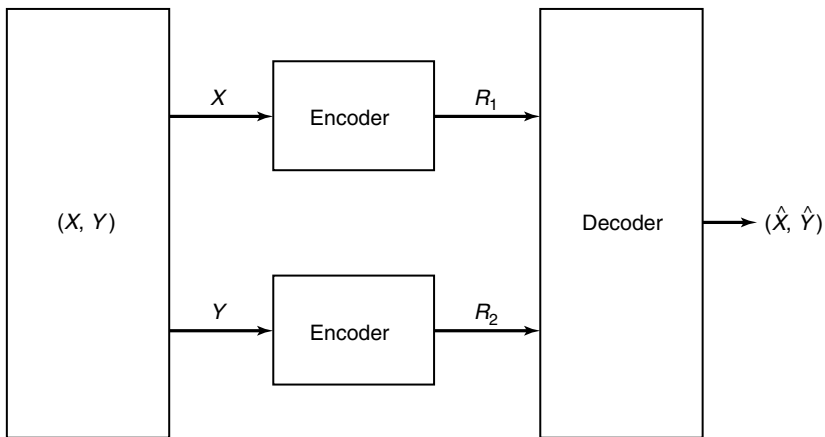 X
Encoder
R₁
(X, Y)
Decoder
(X̂, Ŷ)
Y
Encoder
R₂